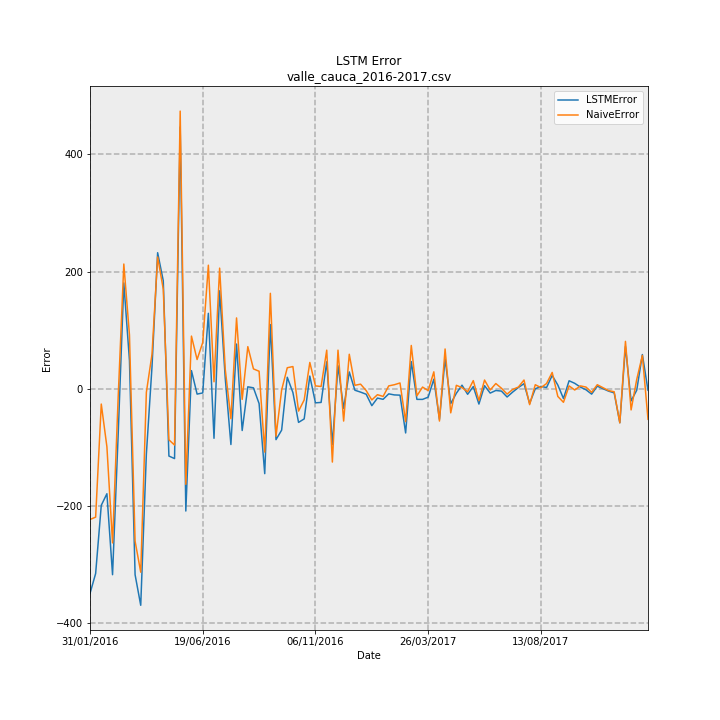 LSTM Error
valle_cauca_2016-2017.csv
LSTMError
NaiveError
400
200
0
−200
−400
Error
31/01/2016
19/06/2016
06/11/2016
26/03/2017
13/08/2017
Date